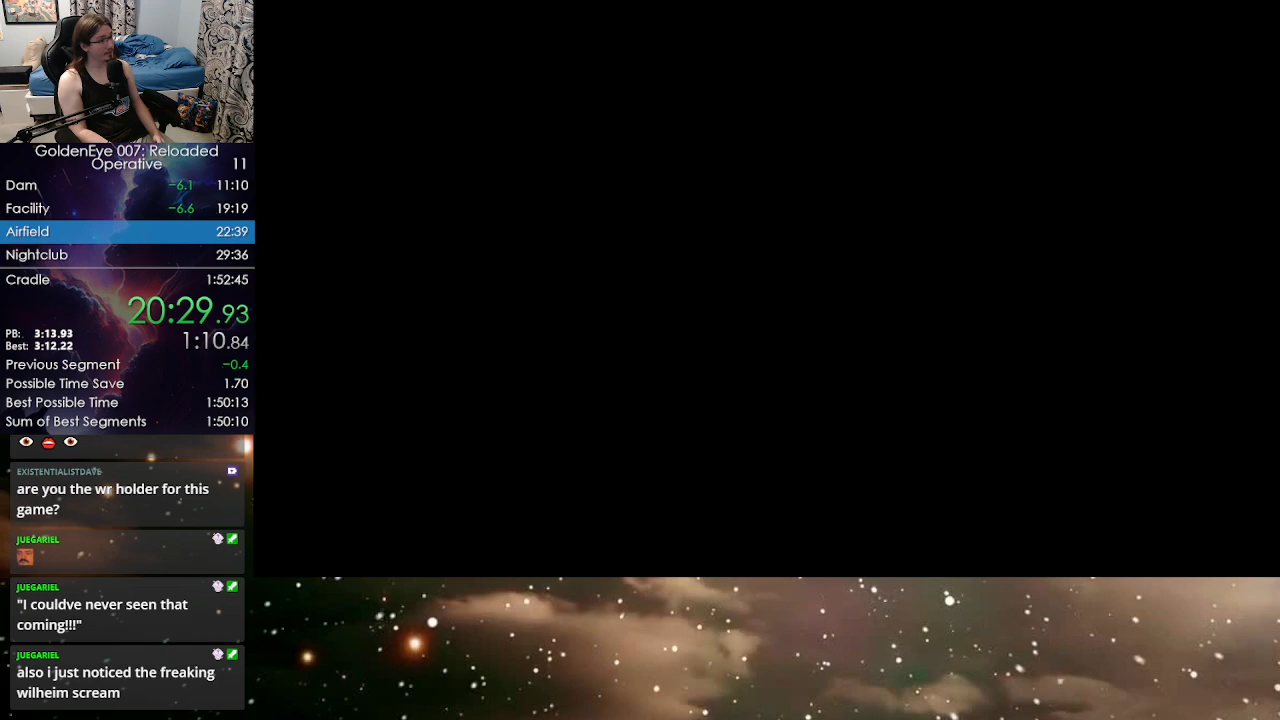 GoldenEye 007: Reloaded
Operative 11
Dam -6.1 11:10
Facility -6.6 19:19
Airfield 22:39
Nightclub 29:36
Cradle 1:52:45
20:29.93
PB: 3:13.93
Best: 3:12.22
1:10.84
Previous Segment -0.4
Possible Time Save 1.70
Best Possible Time 1:50:13
Sum of Best Segments 1:50:10
EXISTENTIALISTDAVE
are you the wr holder for this
game?
JUEGARIEL
JUEGARIEL
"I couldve never seen that
coming!!!"
JUEGARIEL
also i just noticed the freaking
wilheim scream